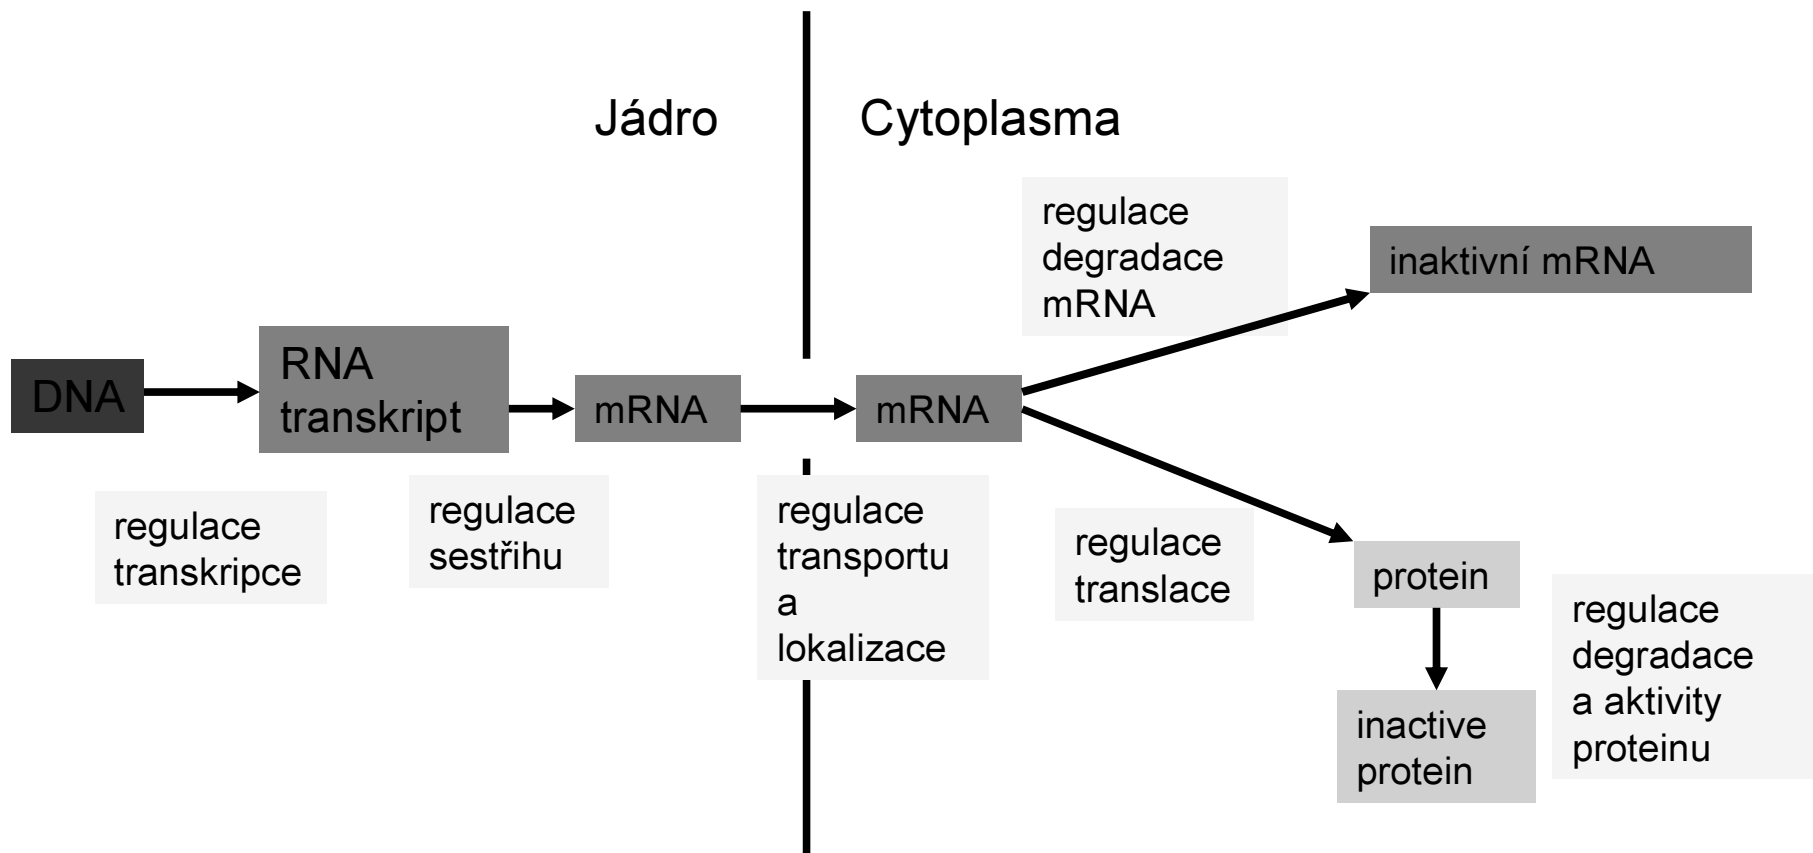 Jádro
Cytoplasma
regulace
degradace
mRNA
inaktivní mRNA
DNA
RNA
transkript
mRNA
mRNA
regulace
transkripce
regulace
sestřihu
regulace
transportu
a
lokalizace
regulace
translace
protein
inactive
protein
regulace
degradace
a aktivity
proteinu